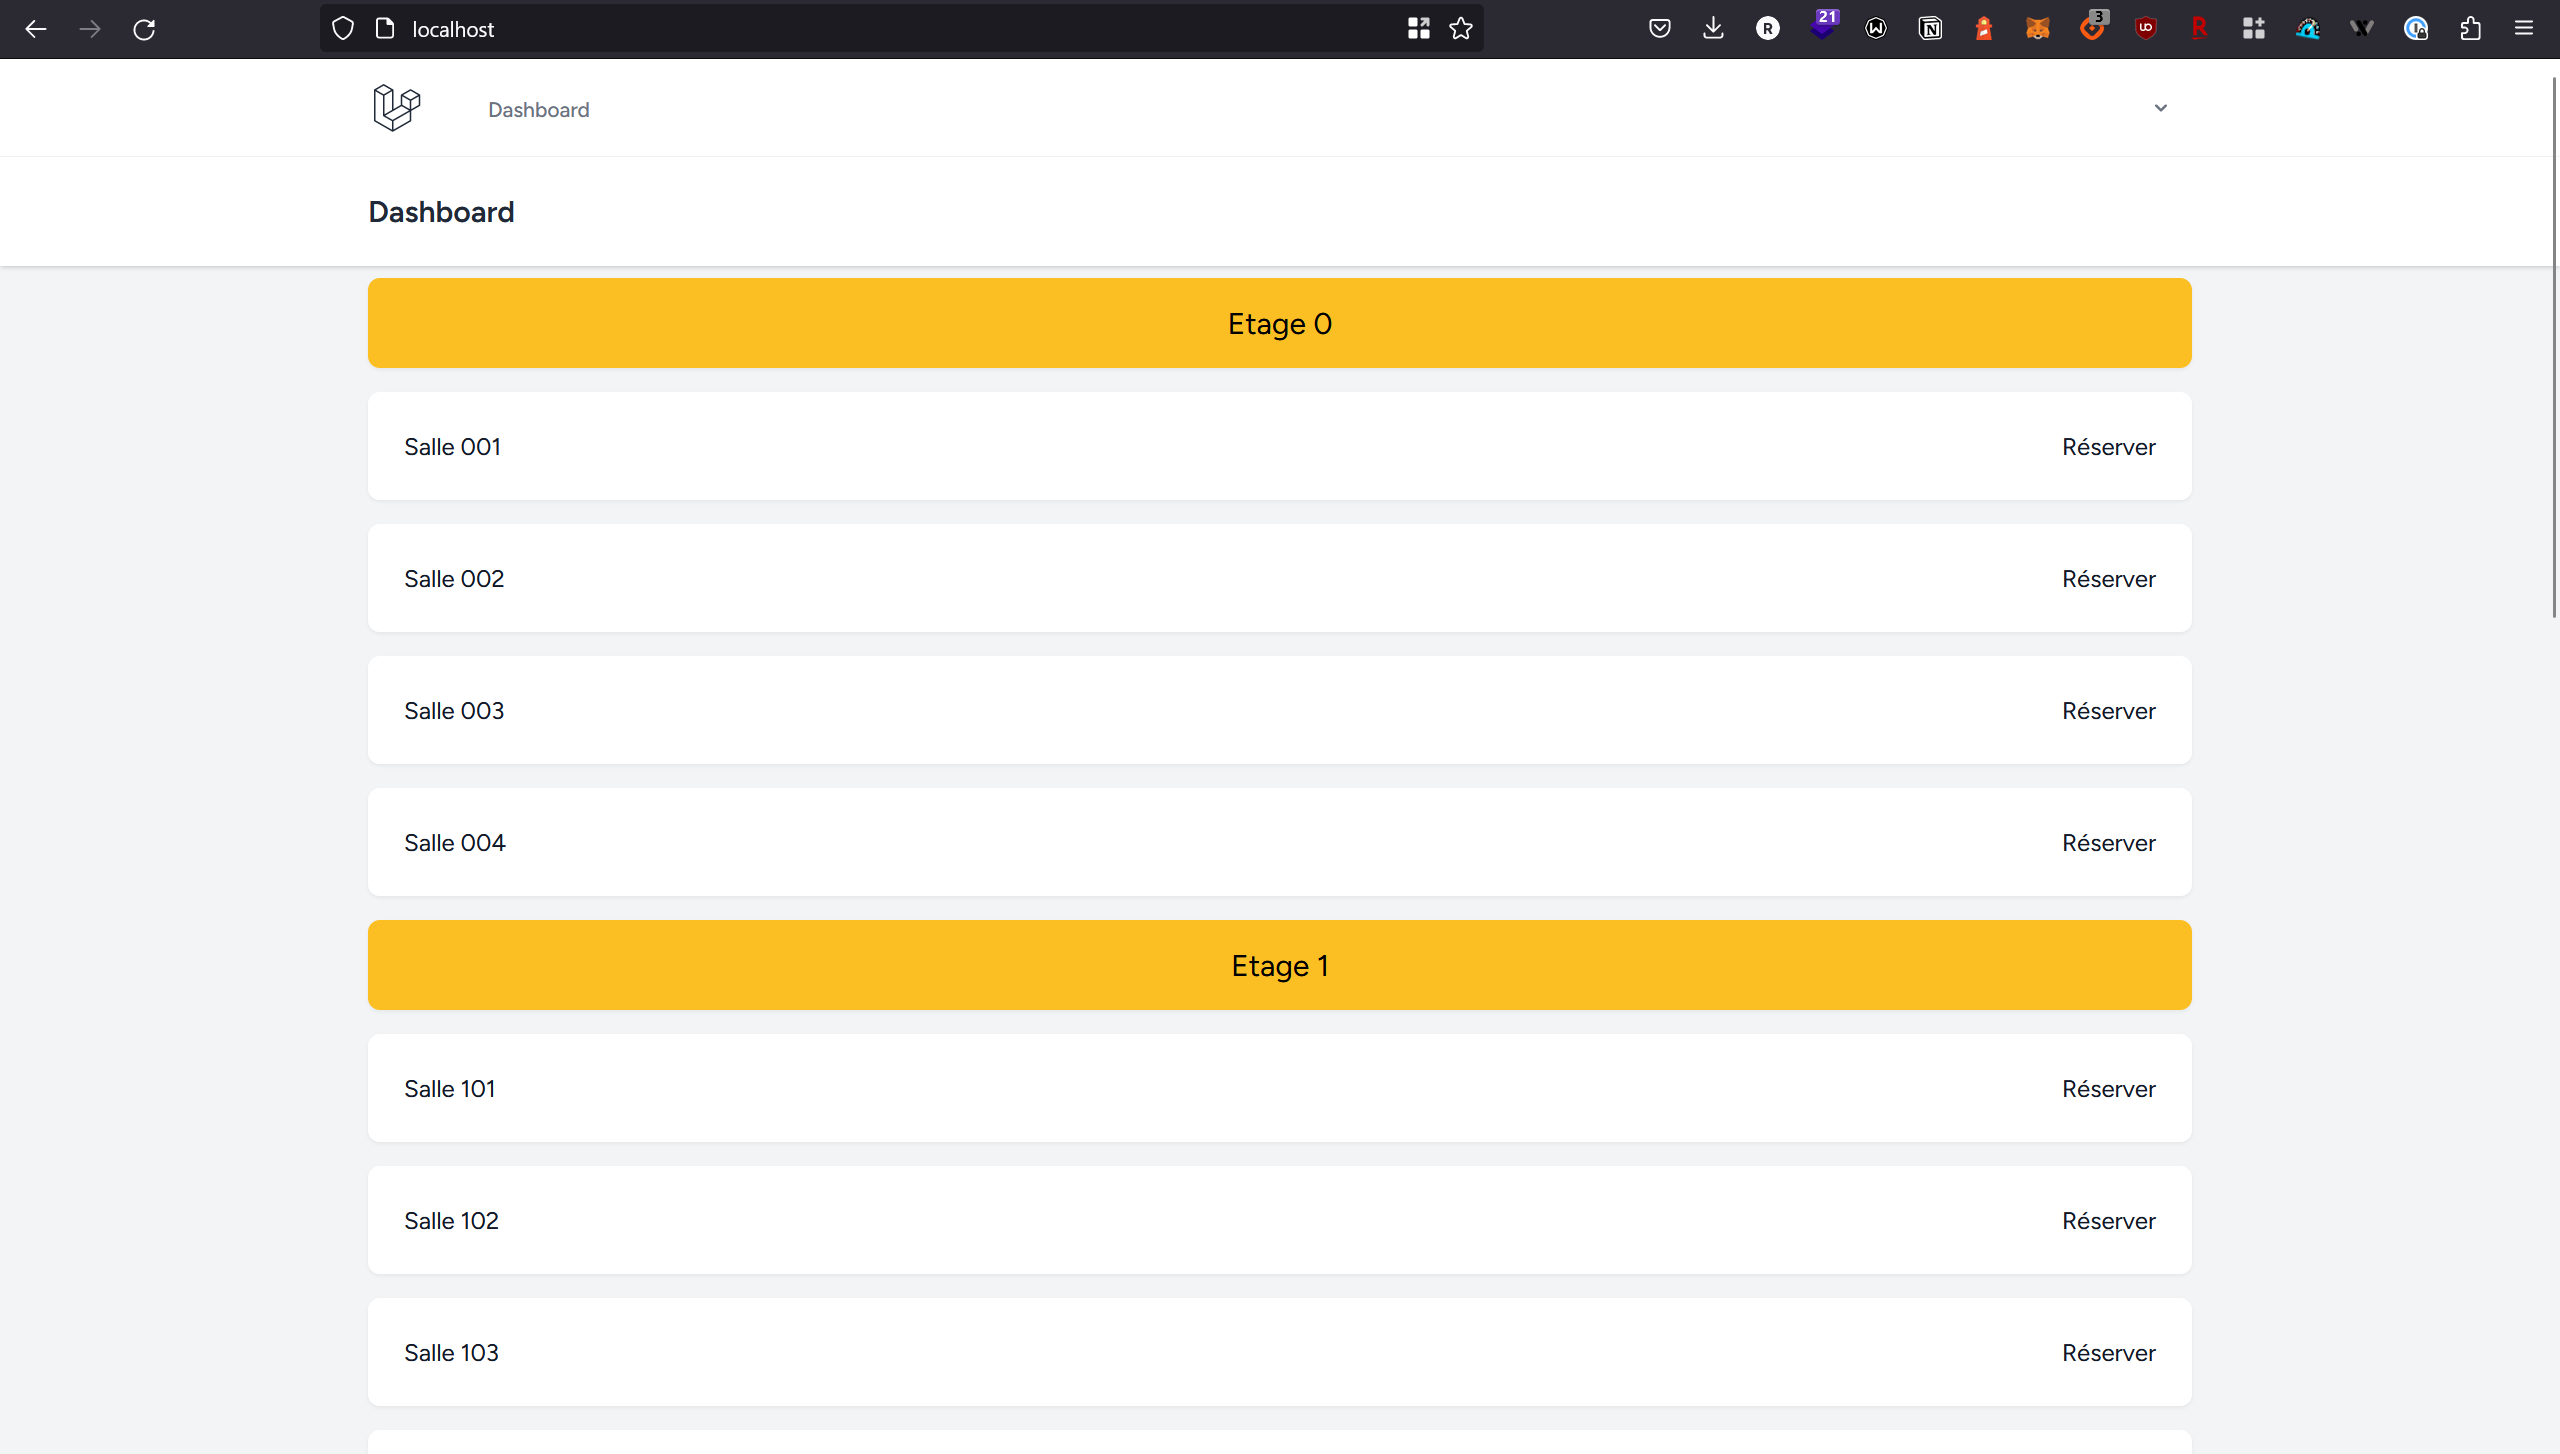 localhost
21
3
Dashboard
Dashboard
Etage 0
Salle 001 Réserver
Salle 002 Réserver
Salle 003 Réserver
Salle 004 Réserver
Etage 1
Salle 101 Réserver
Salle 102 Réserver
Salle 103 Réserver